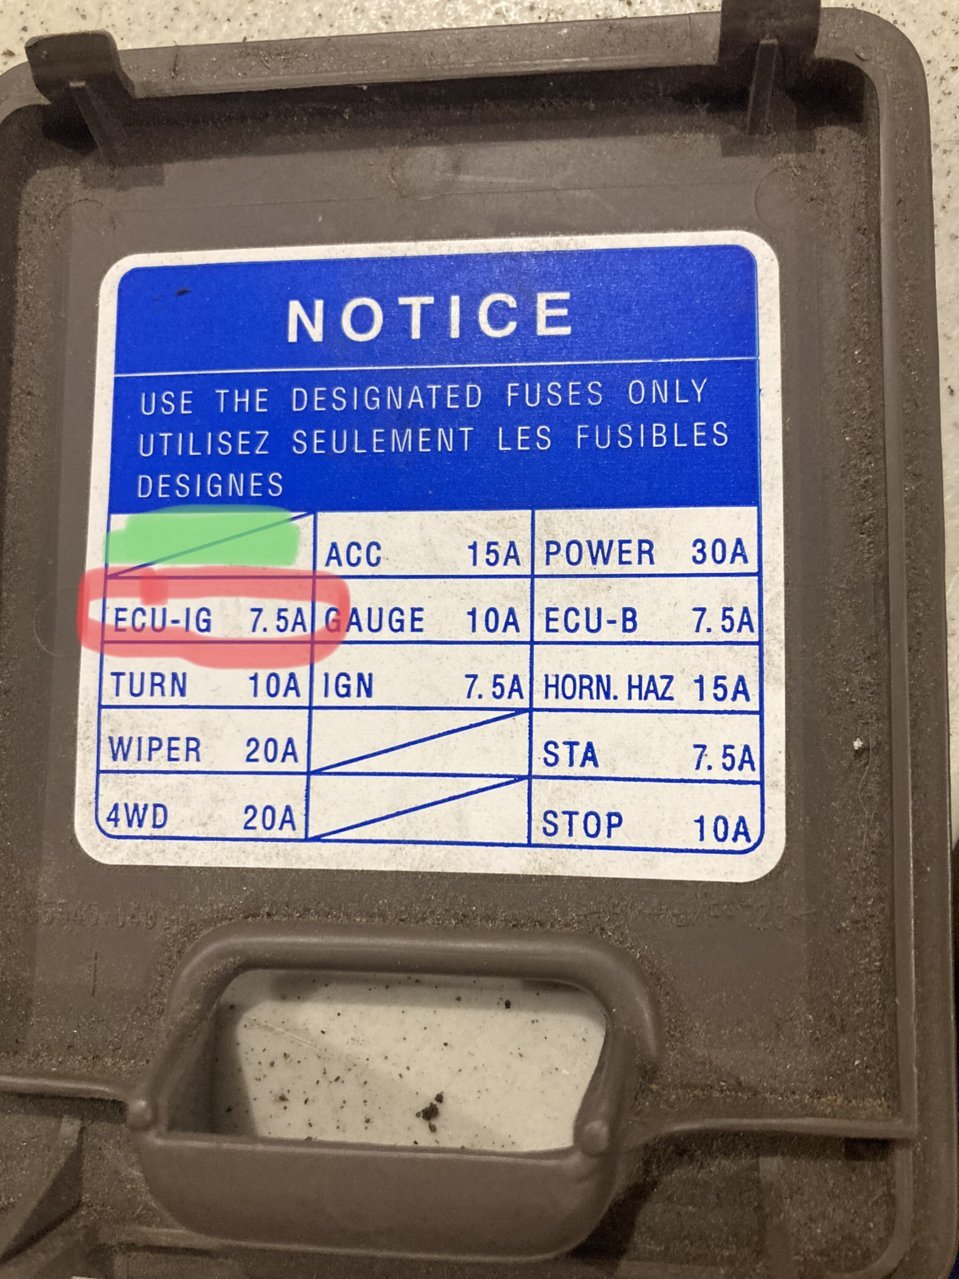 NOTICE
USE THE DESIGNATED FUSES ONLY
UTILISEZ SEULEMENT LES FUSIBLES
DESIGNES
ACC 15A POWER 30A
ECU-IG 7.5A GAUGE 10A ECU-B 7.5A
TURN 10A IGN 7.5A HORN. HAZ 15A
WIPER 20A STA 7.5A
4WD 20A STOP 10A